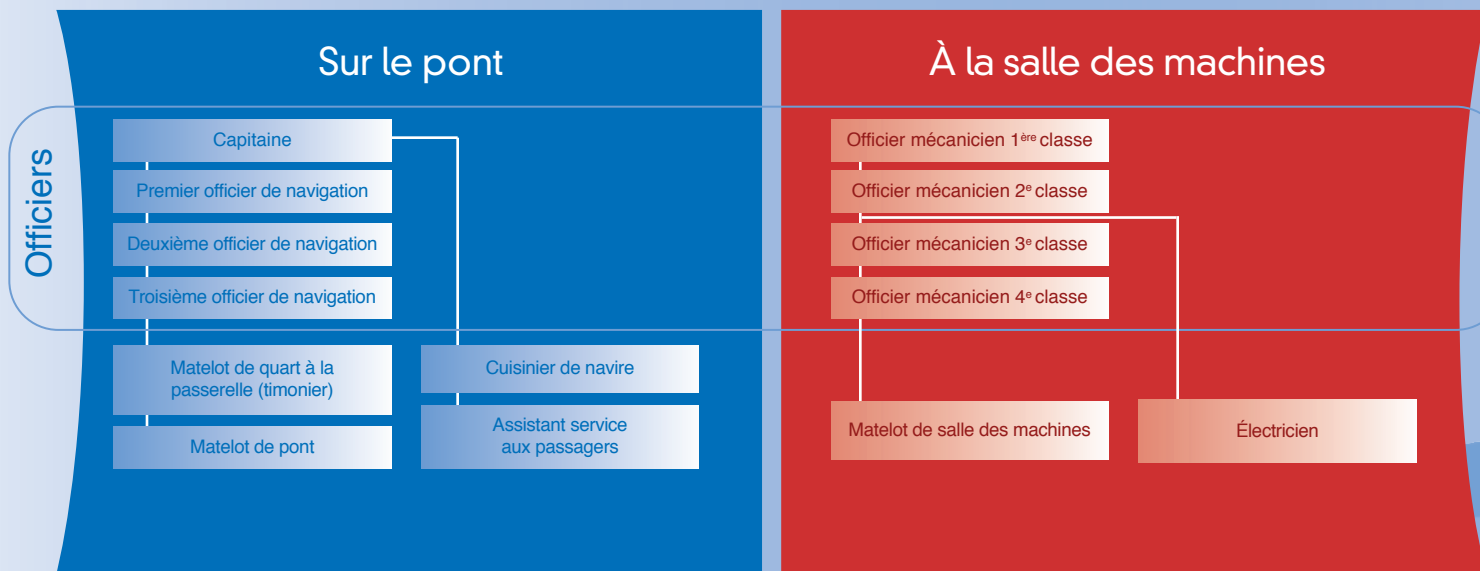 Sur le pont
Officiers
Capitaine
Premier officier de navigation
Deuxième officier de navigation
Troisième officier de navigation
Matelot de quart à la
passerelle (timonier)
Matelot de pont
Cuisinier de navire
Assistant service
aux passagers
À la salle des machines
Officier mécanicien 1ère classe
Officier mécanicien 2e classe
Officier mécanicien 3e classe
Officier mécanicien 4e classe
Matelot de salle des machines
Électricien